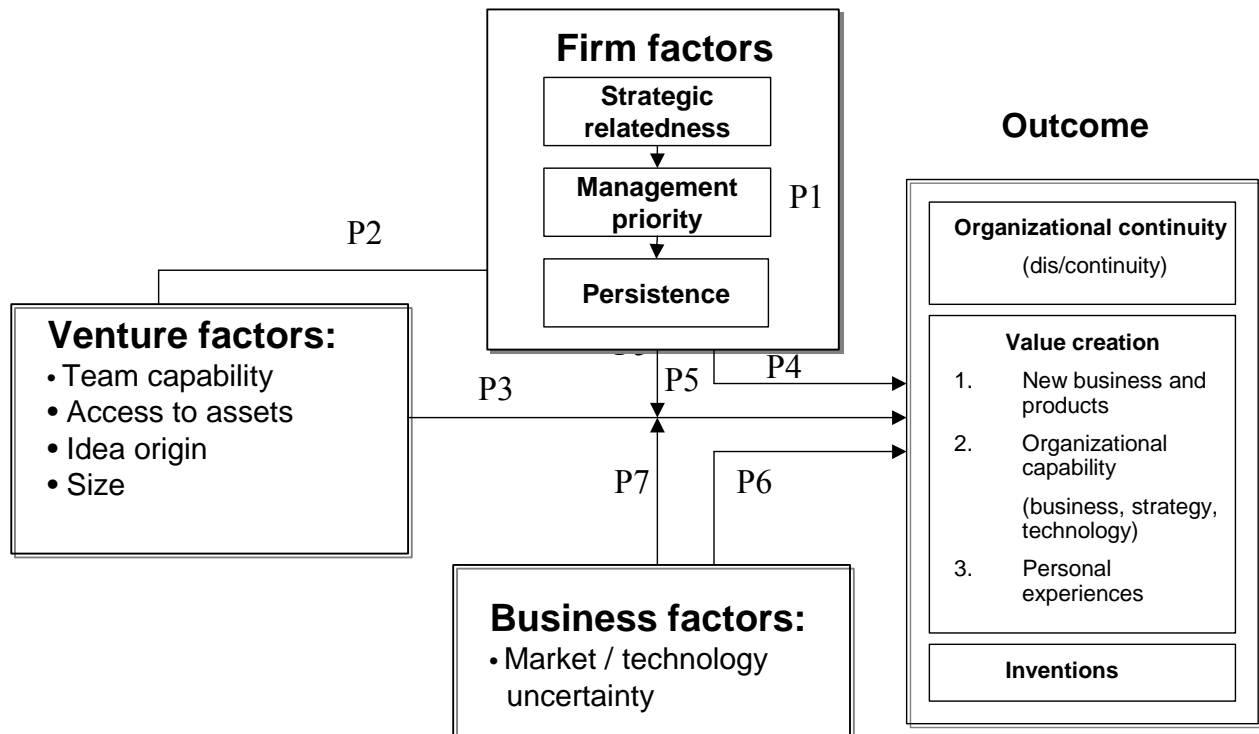 Firm factors
Strategic
relatedness
Management
priority
P1
Persistence
P2
Venture factors:
• Team capability
• Access to assets
• Idea origin
• Size
P3
P5
P4
P7
P6
Business factors:
• Market / technology
uncertainty
Outcome
Organizational continuity
(dis/continuity)
Value creation
1. New business and
products
2. Organizational
capability
(business, strategy,
technology)
3. Personal
experiences
Inventions